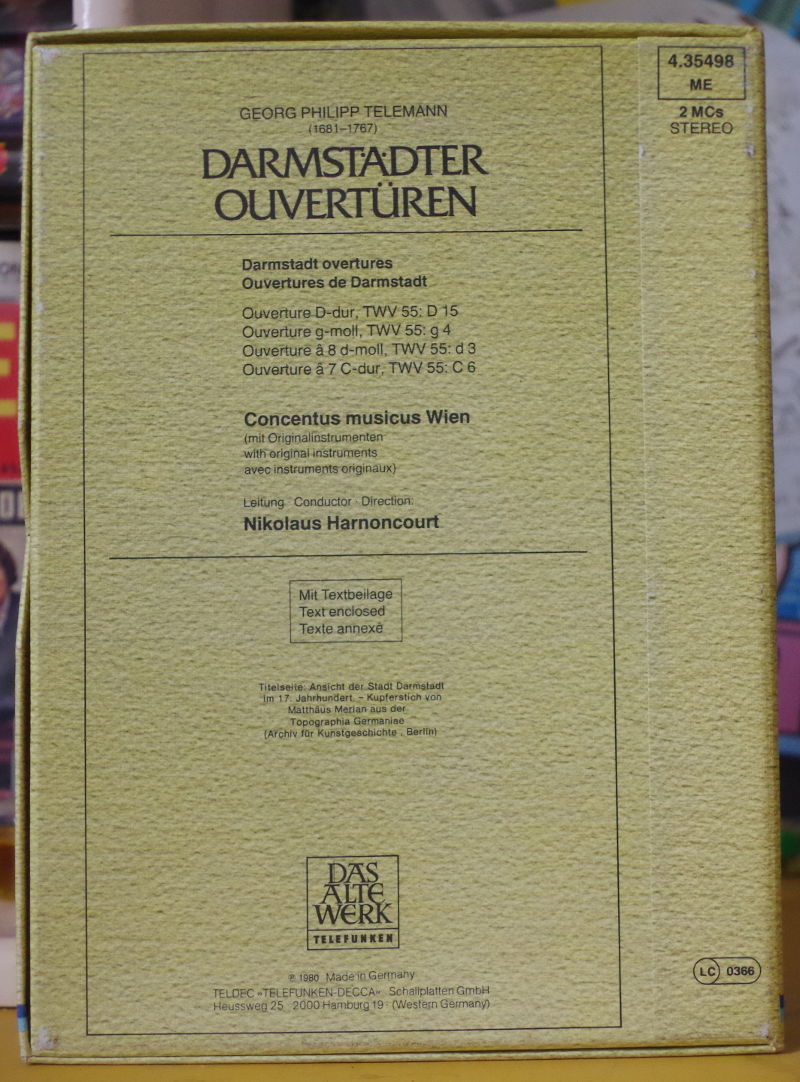 GEORG PHILIPP TELEMANN
(1681–1767)
DARMSTÄDTER
OUVERTÜREN
Darmstadt overtures
Ouvertures de Darmstadt
Ouverture D-dur, TWV 55: D 15
Ouverture g-moll, TWV 55: g 4
Ouverture â 8 d-moll, TWV 55: d 3
Ouverture â 7 C-dur, TWV 55: C 6
Concentus musicus Wien
(mit Originalinstrumenten
with original instruments
avec instruments originaux)
Leitung · Conductor · Direction:
Nikolaus Harnoncourt
Mit Textbeilage
Text enclosed
Texte annexé
Titelseite: Ansicht der Stadt Darmstadt
im 17. Jahrhundert. – Kupferstich von
Matthäus Merian aus der
Topographia Germaniae
(Archiv für Kunstgeschichte , Berlin)
DAS
ALTE
WERK
TELEFUNKEN
℗ 1980 Made in Germany
TELDEC »TELEFUNKEN-DECCA« Schallplatten GmbH
Heussweg 25 · 2000 Hamburg 19 · (Western Germany)
4.35498
ME
2 MCs
STEREO
LC 0366